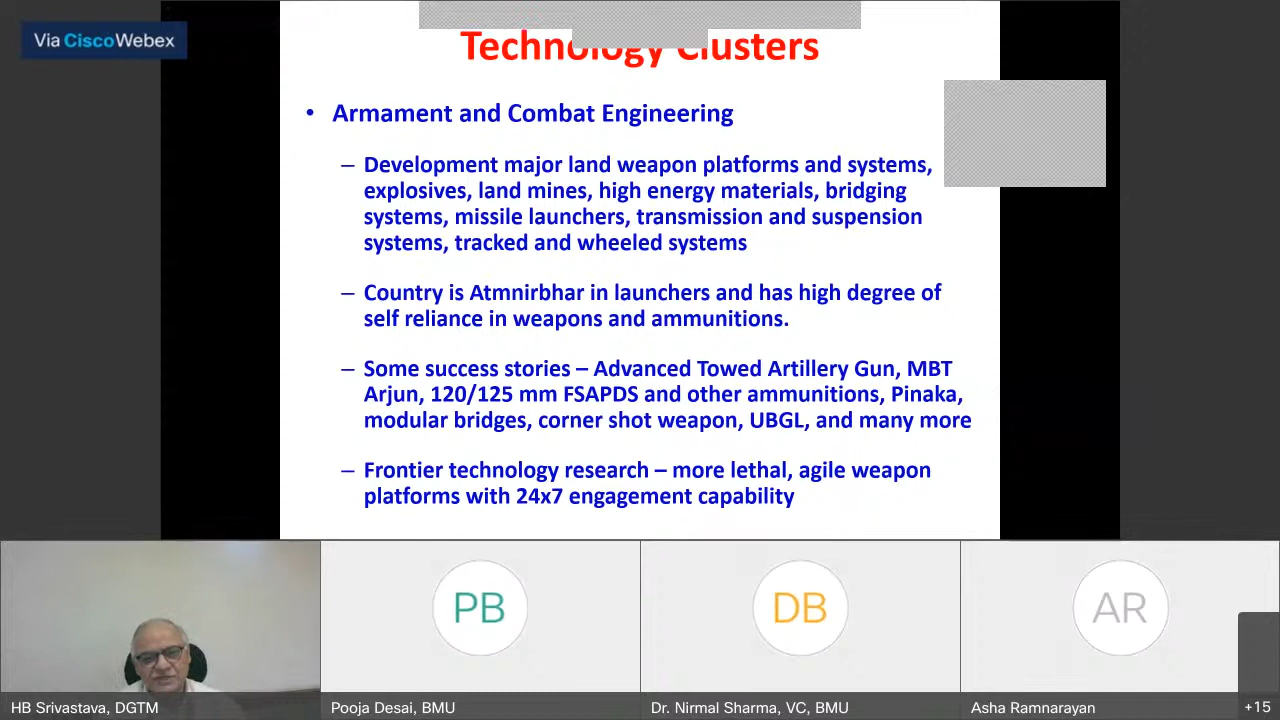 Via Cisco Webex
Technology Clusters
• Armament and Combat Engineering
– Development major land weapon platforms and systems,
explosives, land mines, high energy materials, bridging
systems, missile launchers, transmission and suspension
systems, tracked and wheeled systems
– Country is Atmnirbhar in launchers and has high degree of
self reliance in weapons and ammunitions.
– Some success stories – Advanced Towed Artillery Gun, MBT
Arjun, 120/125 mm FSAPDS and other ammunitions, Pinaka,
modular bridges, corner shot weapon, UBGL, and many more
– Frontier technology research – more lethal, agile weapon
platforms with 24x7 engagement capability
PB
DB
AR
HB Srivastava, DGTM
Pooja Desai, BMU
Dr. Nirmal Sharma, VC, BMU
Asha Ramnarayan
+15